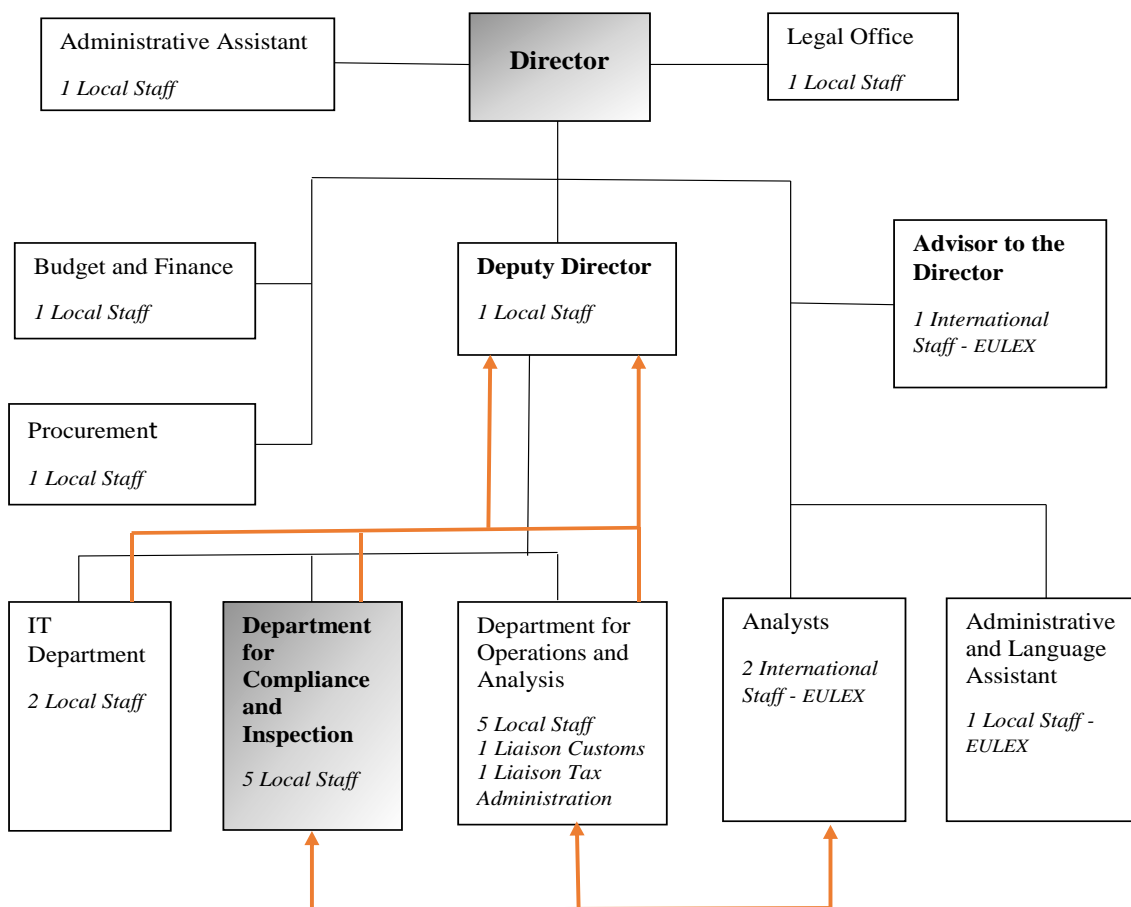 Administrative Assistant
1 Local Staff
Director
Legal Office
1 Local Staff
Budget and Finance
1 Local Staff
Deputy Director
1 Local Staff
Advisor to the
Director
1 International
Staff - EULEX
Procurement
1 Local Staff
IT
Department
2 Local Staff
Department
for
Compliance
and
Inspection
5 Local Staff
Department for
Operations and
Analysis
5 Local Staff
1 Liaison Customs
1 Liaison Tax
Administration
Analysts
2 International
Staff - EULEX
Administrative
and Language
Assistant
1 Local Staff -
EULEX